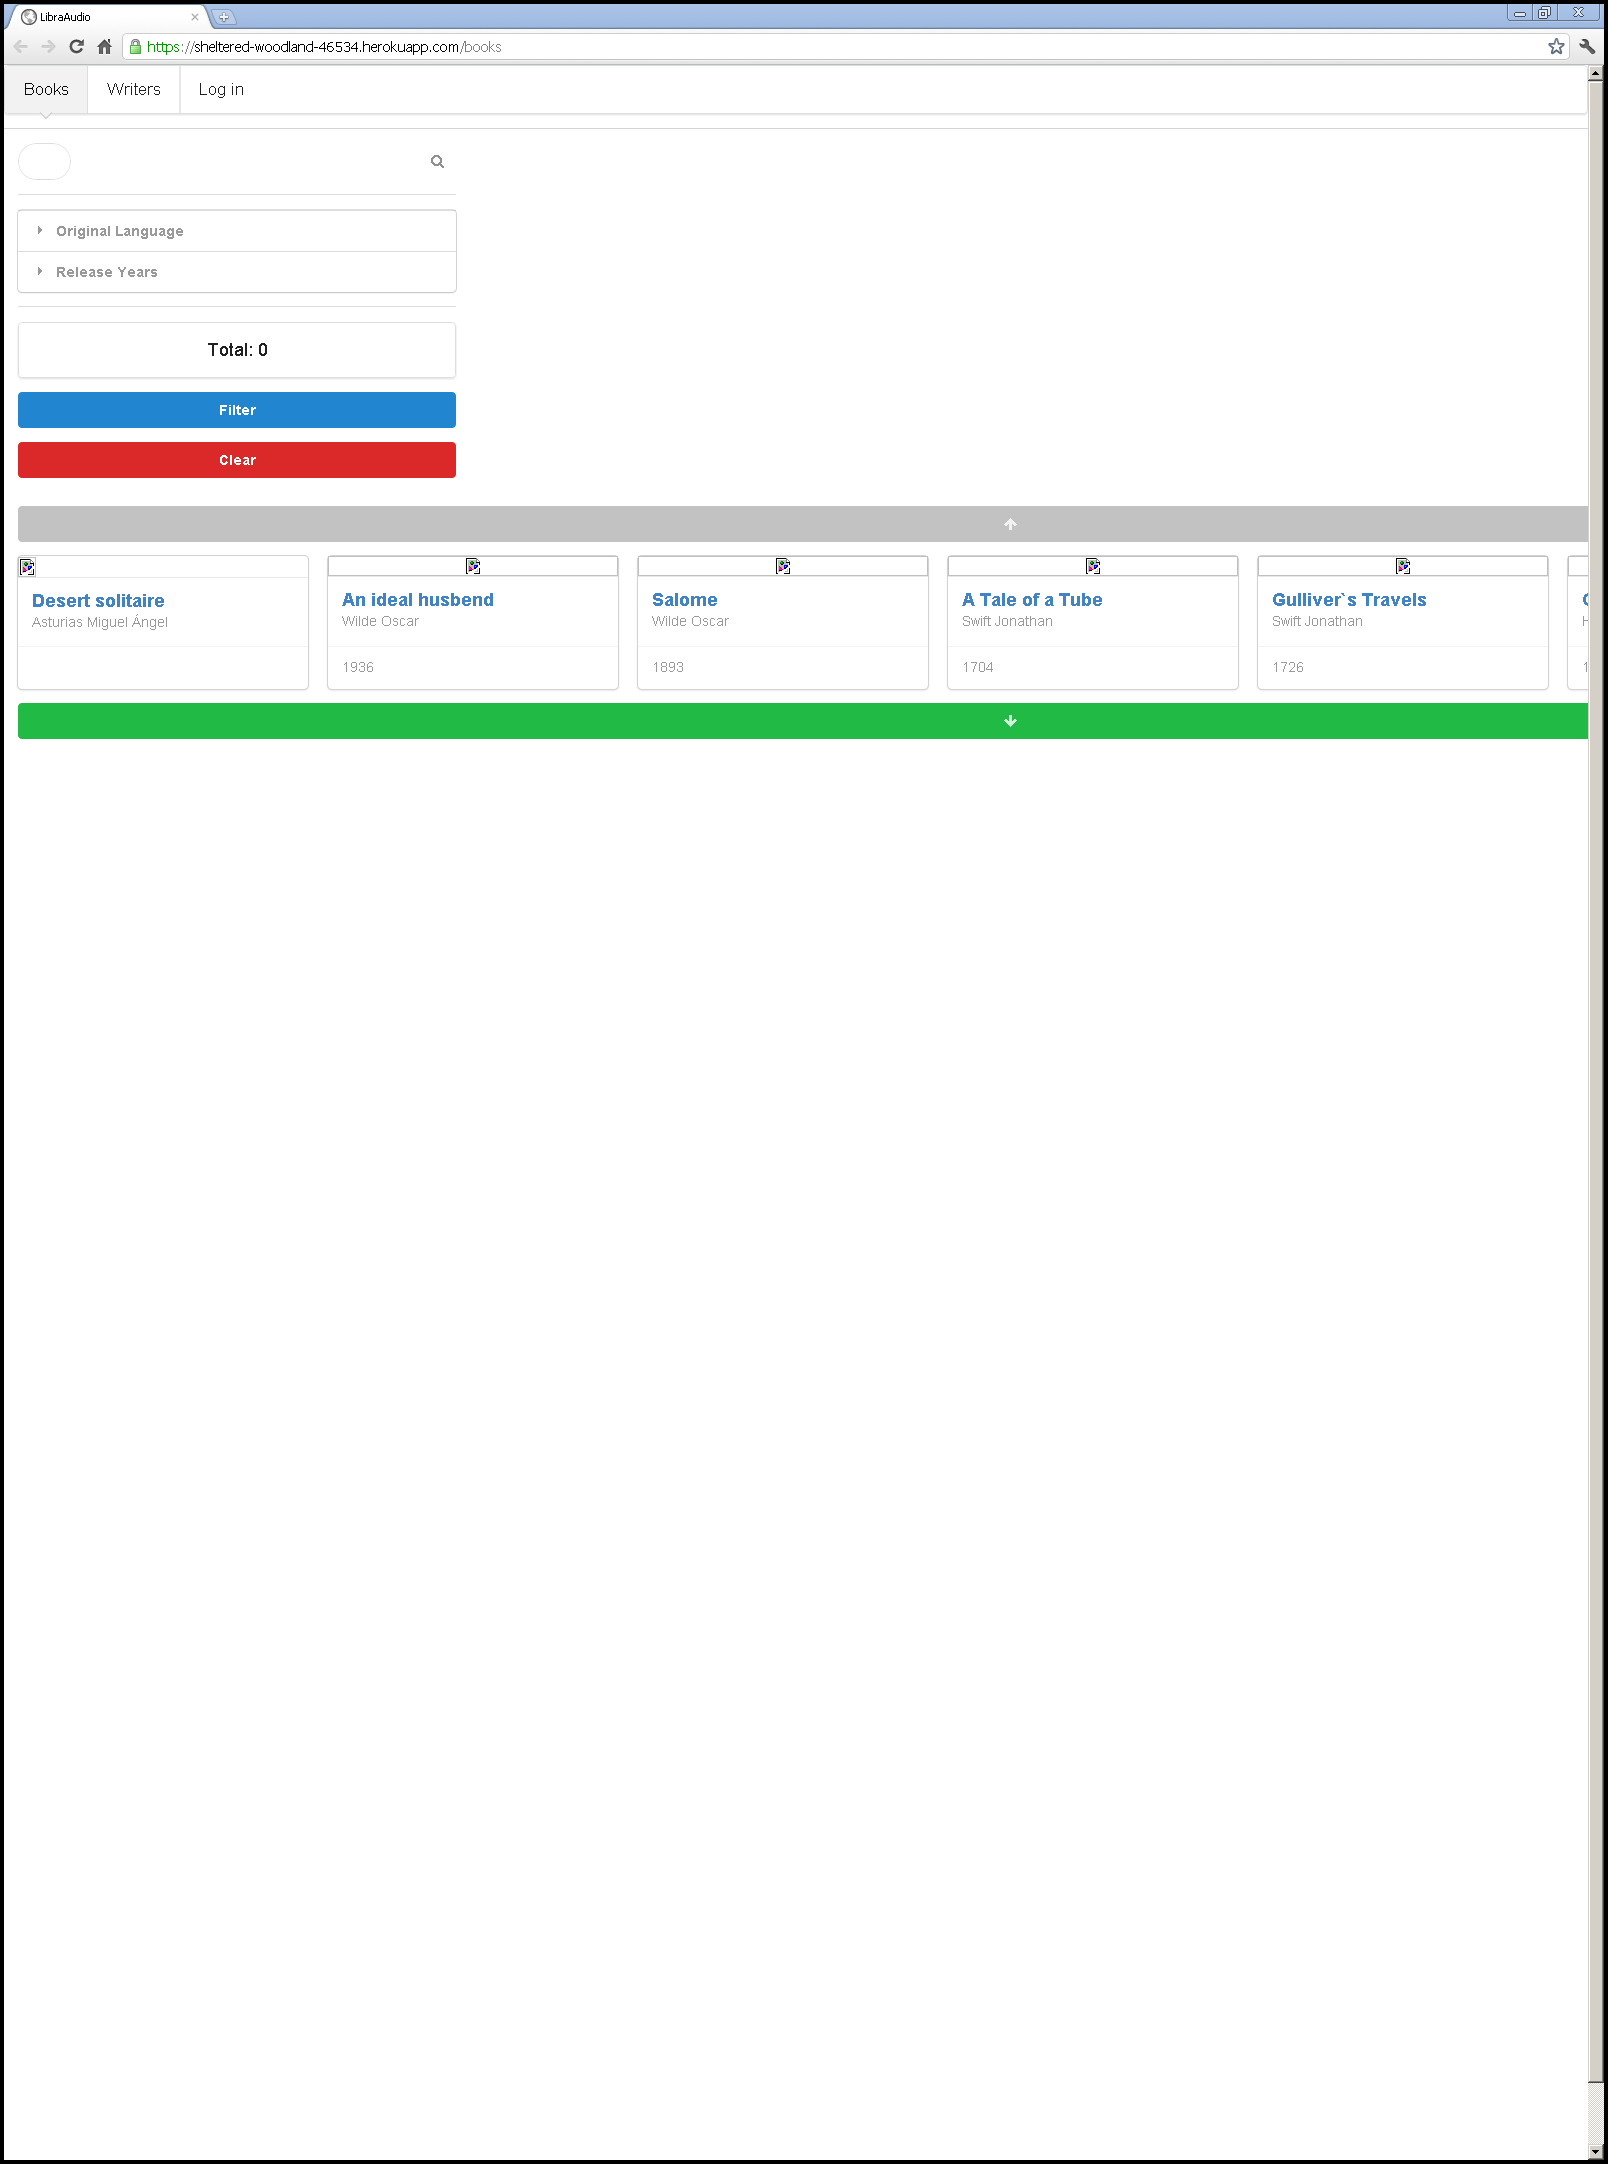 LibraAudio
https://sheltered-woodland-46534.herokuapp.com/books
Books
Writers
Log in
Original Language
Release Years
Total: 0
Filter
Clear
Desert solitaire
Asturias Miguel Ángel
An ideal husbend
Wilde Oscar
1936
Salome
Wilde Oscar
1893
A Tale of a Tube
Swift Jonathan
1704
Gulliver`s Travels
Swift Jonathan
1726